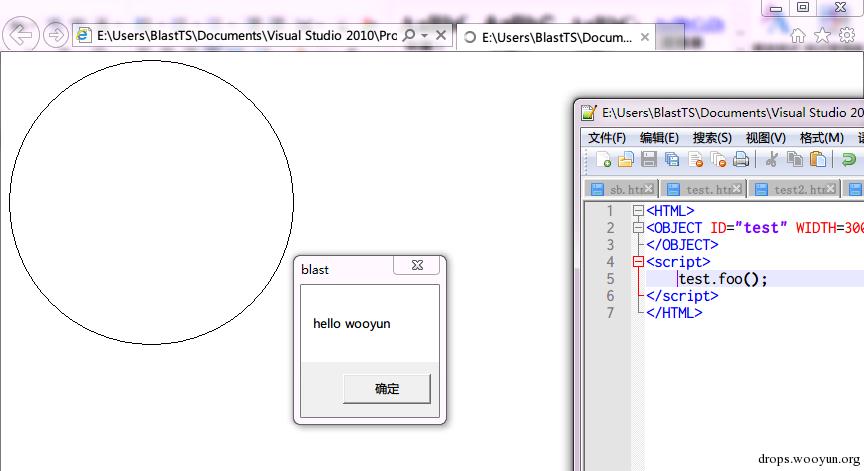 E:\Users\BlastTS\Documents\Visual Studio 2010\Pro
E:\Users\BlastTS\Docum...
E:\Users\BlastTS\Documents\Visual Studio 20
文件(F) 编辑(E) 搜索(S) 视图(V) 格式(M)
sb.htm test.htm test2.htm
1 <HTML>
2 <OBJECT ID="test" WIDTH=300
3 </OBJECT>
4 <script>
5 test.foo();
6 </script>
7 </HTML>
blast
hello wooyun
确定
drops.wooyun.org